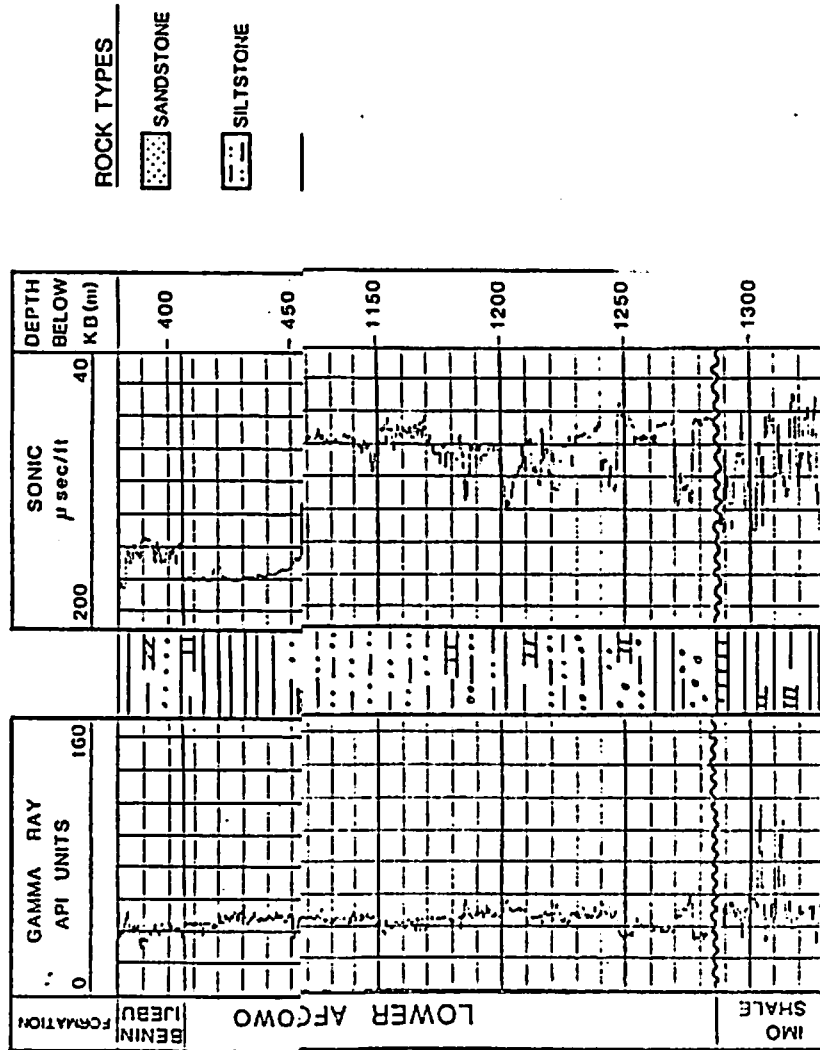 FORMATION
GAMMA RAY
API UNITS
0 160
SONIC
μ sec/ft
200 40
DEPTH
BELOW
KB (m)
BENIN
IJEBU
LOWER AFOWO
IMO
SHALE
400
450
1150
1200
1250
1300
ROCK TYPES
SANDSTONE
SILTSTONE